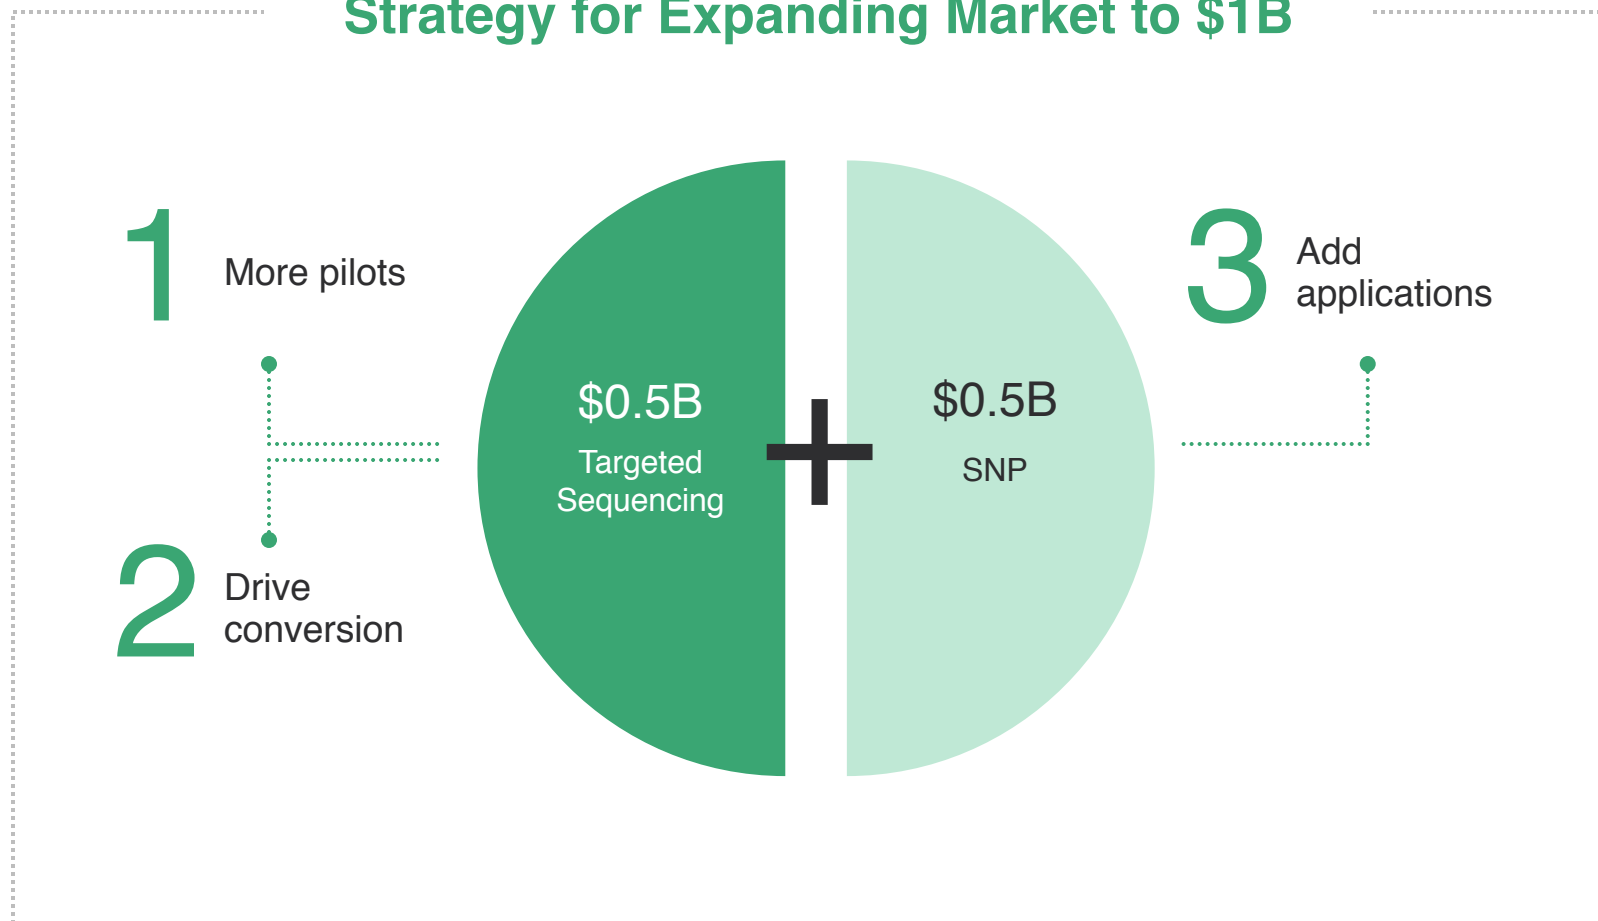 Strategy for Expanding Market to $1B
1
More pilots
2
Drive
conversion
$0.5B
Targeted
Sequencing
+
$0.5B
SNP
3
Add
applications